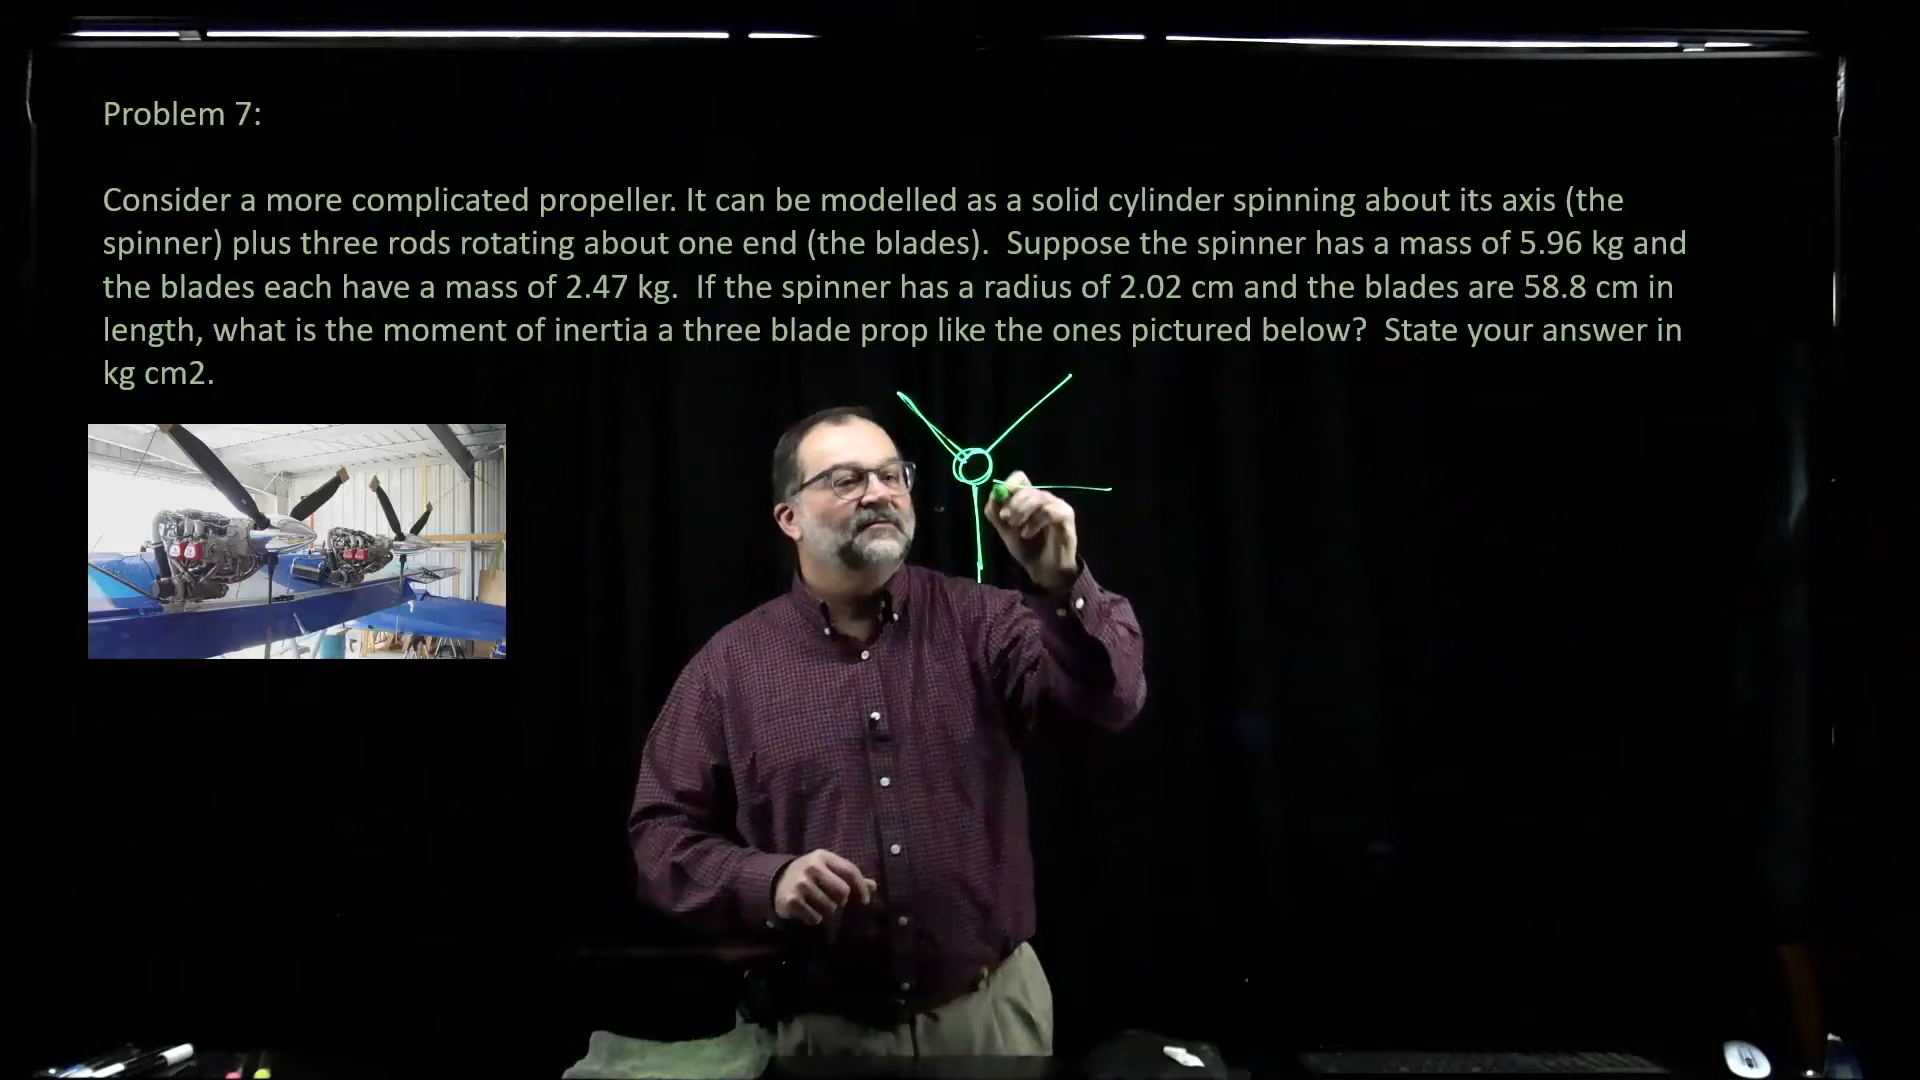 Problem 7:
Consider a more complicated propeller. It can be modelled as a solid cylinder spinning about its axis (the
spinner) plus three rods rotating about one end (the blades).  Suppose the spinner has a mass of 5.96 kg and
the blades each have a mass of 2.47 kg.  If the spinner has a radius of 2.02 cm and the blades are 58.8 cm in
length, what is the moment of inertia a three blade prop like the ones pictured below?  State your answer in
kg cm2.